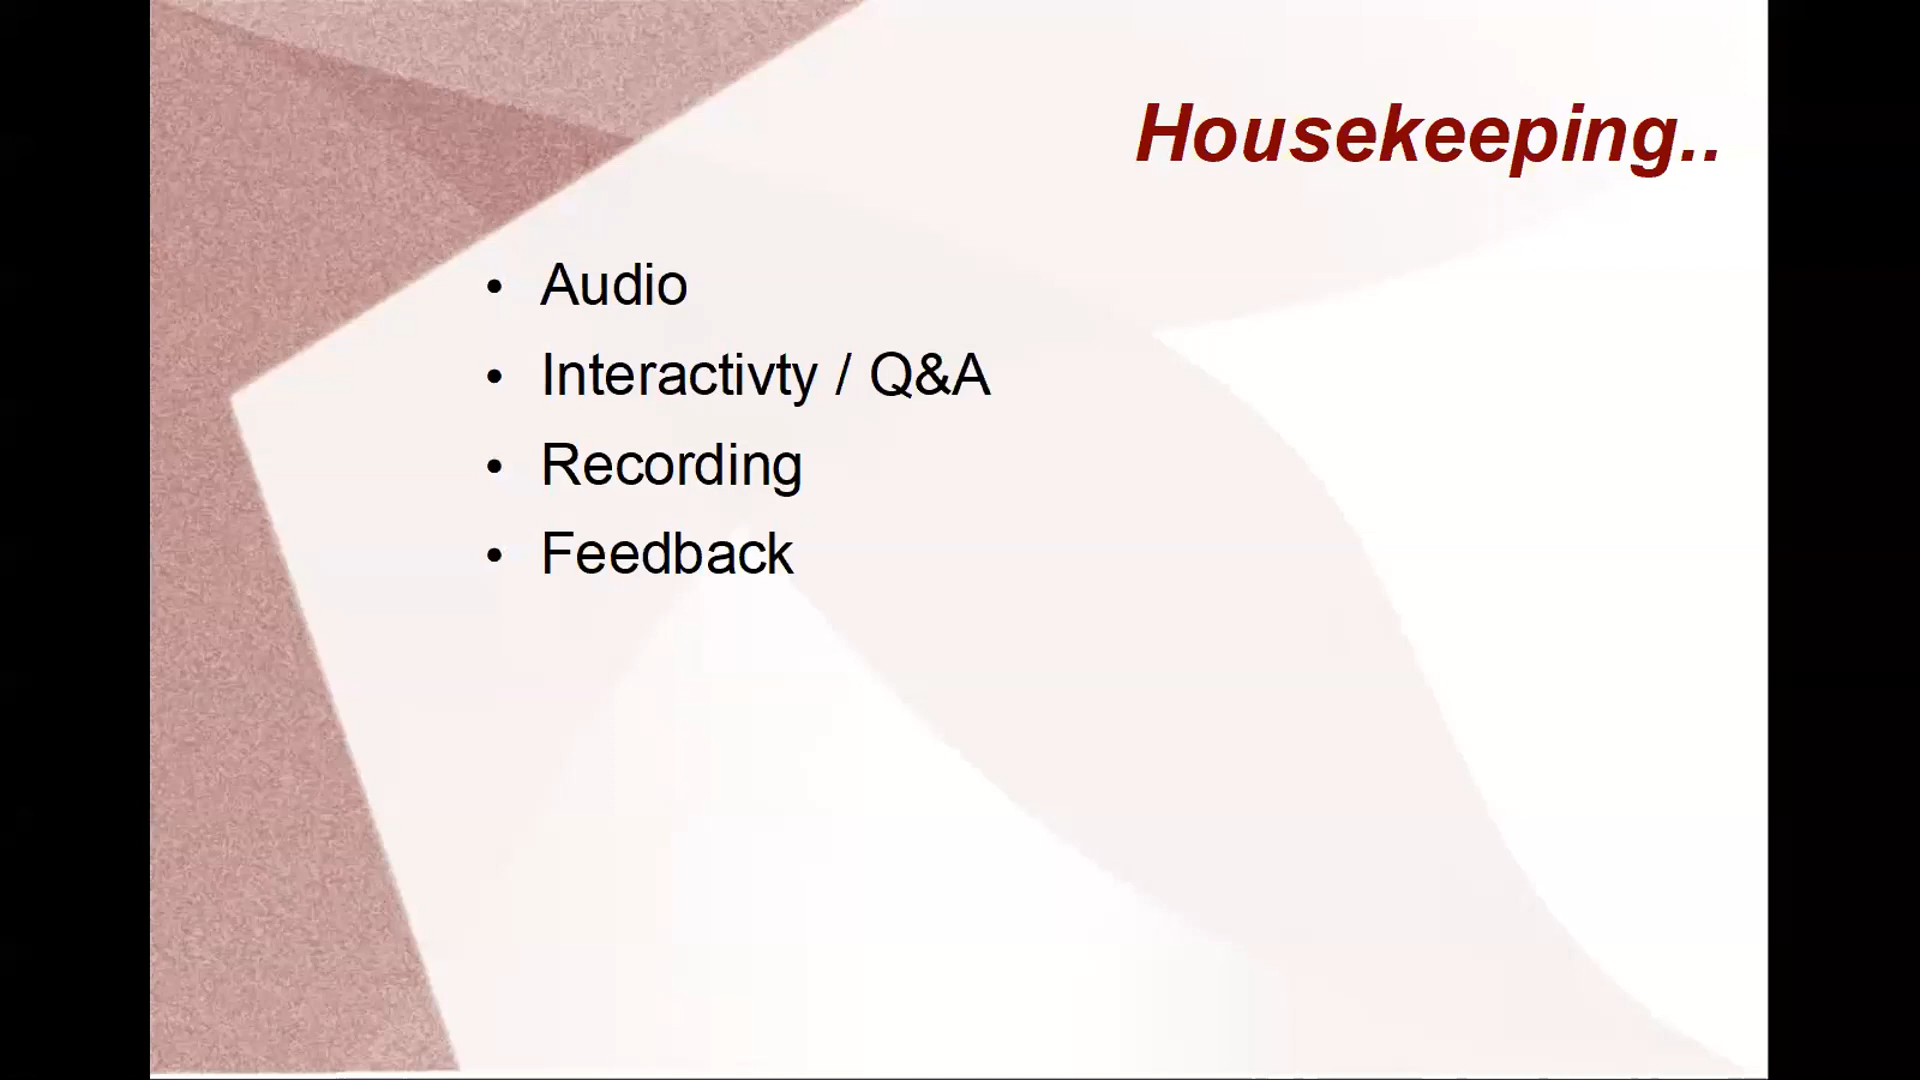 Housekeeping..
• Audio
• Interactivty / Q&A
• Recording
• Feedback